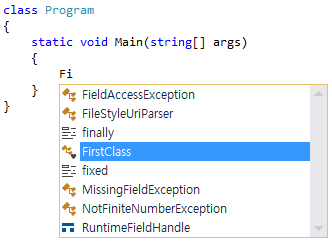 class Program
{
static void Main(string[] args)
{
Fi
}
}
FieldAccessException
FileStyleUriParser
finally
FirstClass
fixed
MissingFieldException
NotFiniteNumberException
RuntimeFieldHandle